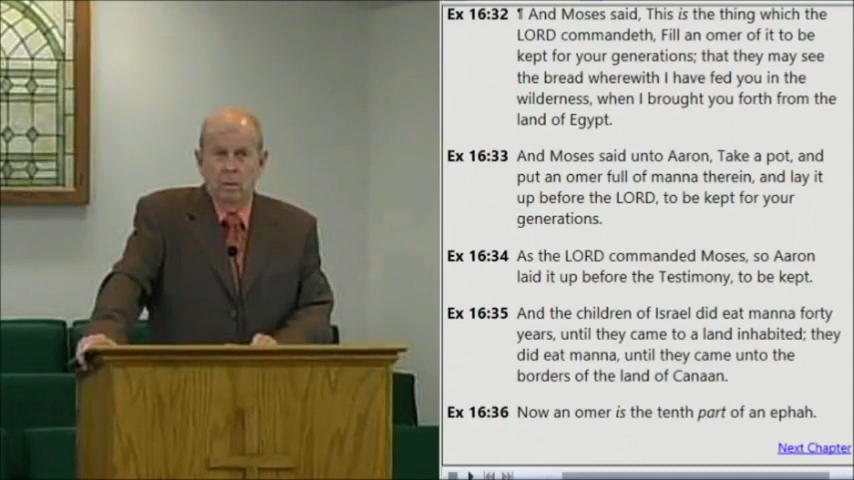 Ex 16:32 ¶ And Moses said, This is the thing which the
LORD commandeth, Fill an omer of it to be
kept for your generations; that they may see
the bread wherewith I have fed you in the
wilderness, when I brought you forth from the
land of Egypt.
Ex 16:33 And Moses said unto Aaron, Take a pot, and
put an omer full of manna therein, and lay it
up before the LORD, to be kept for your
generations.
Ex 16:34 As the LORD commanded Moses, so Aaron
laid it up before the Testimony, to be kept.
Ex 16:35 And the children of Israel did eat manna forty
years, until they came to a land inhabited; they
did eat manna, until they came unto the
borders of the land of Canaan.
Ex 16:36 Now an omer is the tenth part of an ephah.
Next Chapter